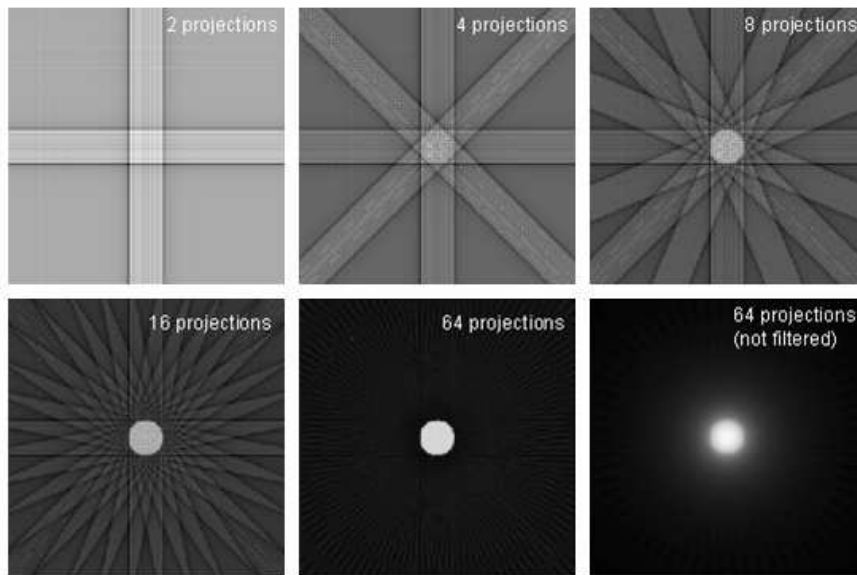 2 projections
4 projections
8 projections
16 projections
64 projections
64 projections
(not filtered)